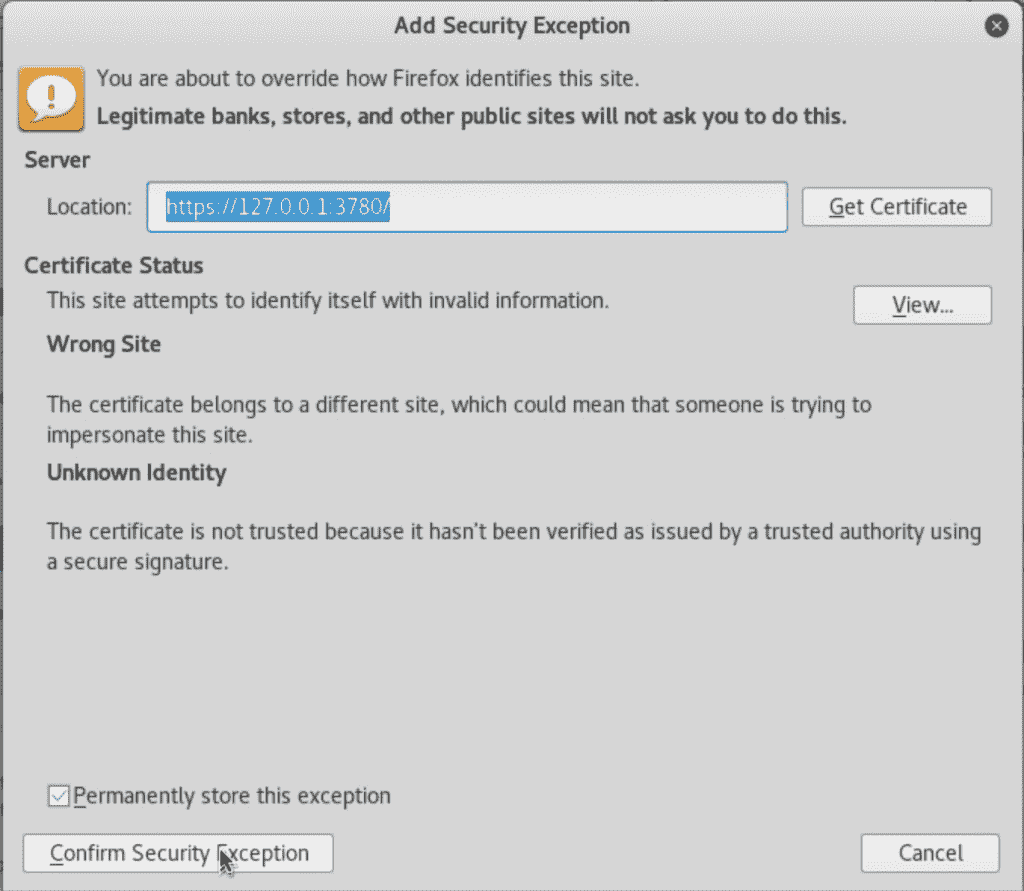 Add Security Exception
You are about to override how Firefox identifies this site.
Legitimate banks, stores, and other public sites will not ask you to do this.
Server
Location: https://127.0.0.1:3780/ Get Certificate
Certificate Status
This site attempts to identify itself with invalid information. View...
Wrong Site
The certificate belongs to a different site, which could mean that someone is trying to
impersonate this site.
Unknown Identity
The certificate is not trusted because it hasn't been verified as issued by a trusted authority using
a secure signature.
Permanently store this exception
Confirm Security Exception Cancel